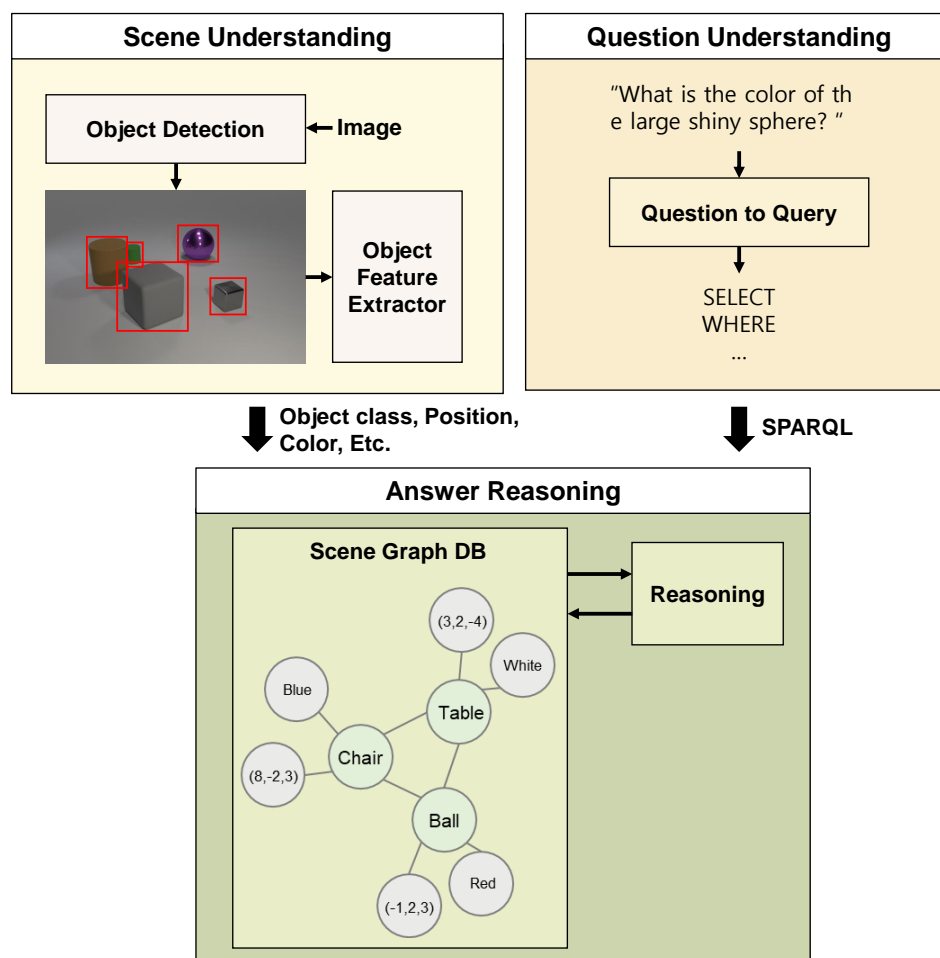 Scene Understanding
Object Detection
Image
Object
Feature
Extractor
Question Understanding
"What is the color of th
e large shiny sphere? "
Question to Query
SELECT
WHERE
...
Object class, Position,
Color, Etc.
SPARQL
Answer Reasoning
Scene Graph DB
Reasoning
(3,2,-4)
White
Blue
Table
Chair
(8,-2,3)
Ball
Red
(-1,2,3)